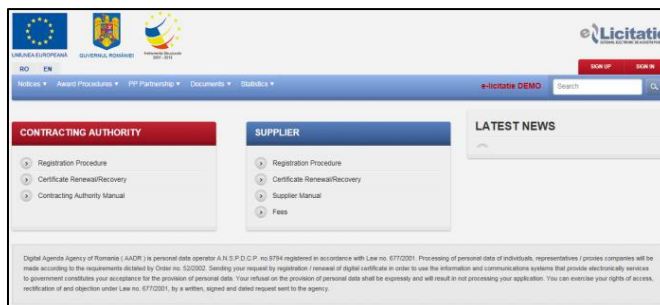 e-Licitatie
UNIUNEA EUROPEANĂ
GUVERNUL ROMÂNIEI
Instrumente Structurale
2007 - 2013
RO EN
SIGN UP SIGN IN
Notices Award Procedures PP Partnership Documents Statistics
e-licitatie DEMO
Search
CONTRACTING AUTHORITY
Registration Procedure
Certificate Renewal/Recovery
Contracting Authority Manual
SUPPLIER
Registration Procedure
Certificate Renewal/Recovery
Supplier Manual
Fees
LATEST NEWS
Digital Agenda Agency of Romania ( AADR ) is personal data operator A.N.S.P.D.C.P. no.9794 registered in accordance with Law no. 677/2001. Processing of personal data of individuals, representatives / proxies companies will be
made according to the requirements dictated by Order no. 52/2002. Sending your request by registration / renewal of digital certificate in order to use the information and communications systems that provide electronically services
to government constitutes your acceptance for the provision of personal data. Your refusal on the provision of personal data shall be expressly and will result in not processing your application. You can exercise your rights of access,
rectification of and objection under Law no. 677/2001, by a written, signed and dated request sent to the agency.